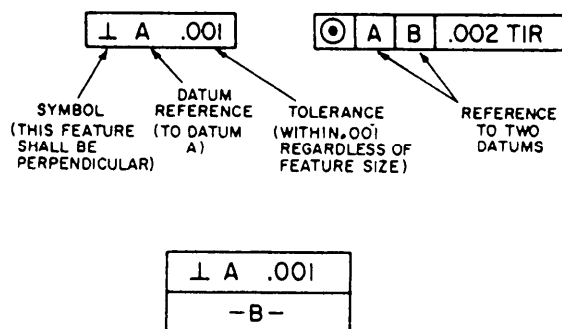 ⊥ A .001
⌾ A B .002 TIR
SYMBOL
(THIS FEATURE
SHALL BE
PERPENDICULAR)
DATUM
REFERENCE
(TO DATUM
A)
TOLERANCE
(WITHIN .001
REGARDLESS OF
FEATURE SIZE)
REFERENCE
TO TWO
DATUMS
⊥ A .001
-B-